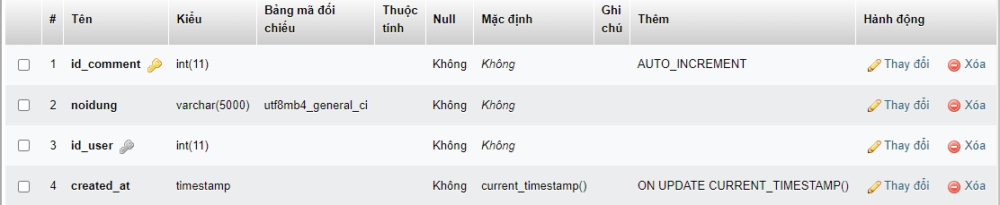 # Tên Kiểu Bảng mã đối chiếu Thuộc tính Null Mặc định Ghi chú Thêm Hành động
1 id_comment int(11) Không Không AUTO_INCREMENT Thay đổi Xóa
2 noidung varchar(5000) utf8mb4_general_ci Không Không Thay đổi Xóa
3 id_user int(11) Không Không Thay đổi Xóa
4 created_at timestamp Không current_timestamp() ON UPDATE CURRENT_TIMESTAMP() Thay đổi Xóa